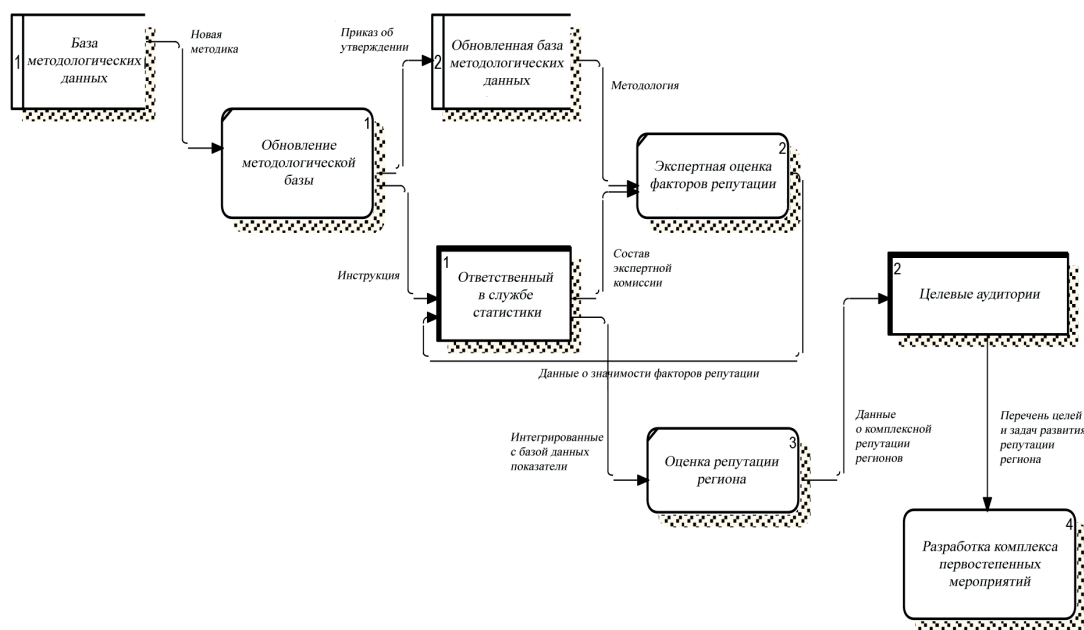 1
База
методологических
данных
Новая
методика
Приказ об
утверждении
2
Обновленная база
методологических
данных
Методология
1
Обновление
методологической
базы
2
Экспертная оценка
факторов репутации
Инструкция
1
Ответственный
в службе
статистики
Состав
экспертной
комиссии
2
Целевые аудитории
Данные о значимости факторов репутации
Интегрированные
с базой данных
показатели
3
Оценка репутации
региона
Данные
о комплексной
репутации
регионов
Перечень целей
и задач развития
репутации
региона
4
Разработка комплекса
первостепенных
мероприятий